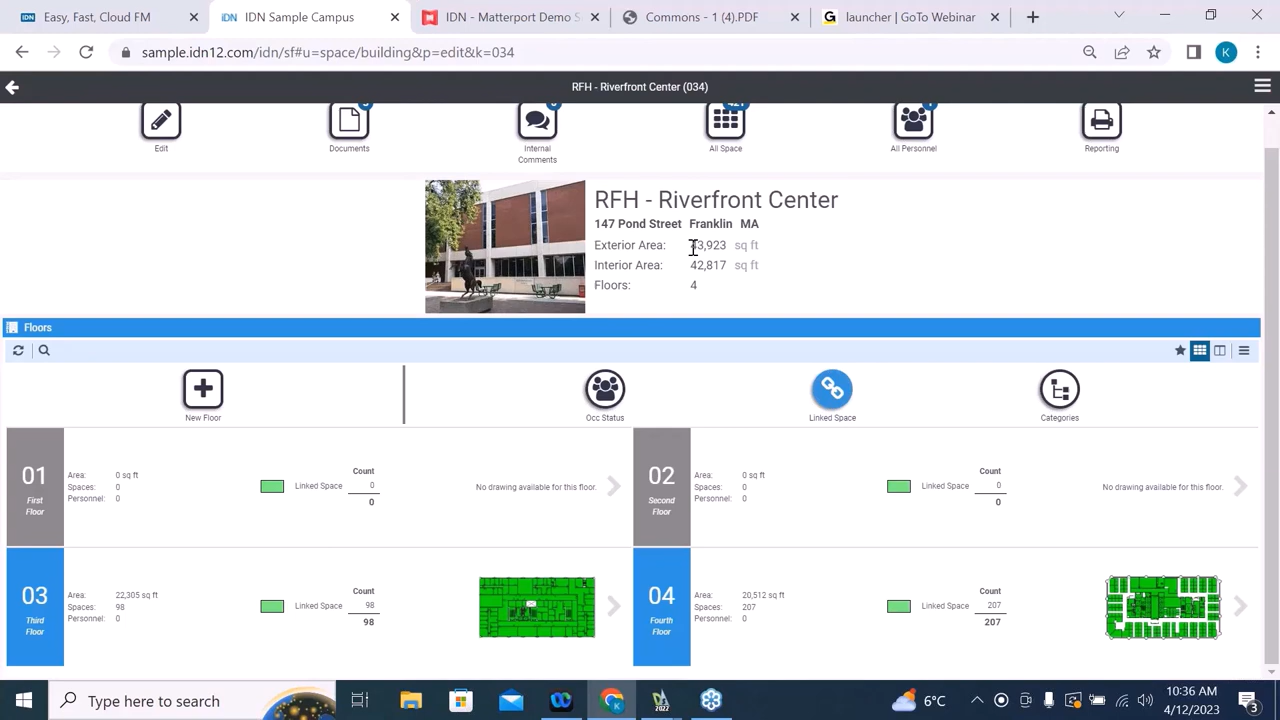 Easy, Fast, Cloud FM
IDN Sample Campus
IDN - Matterport Demo S
Commons - 1 (4).PDF
launcher | GoTo Webinar
sample.idn12.com/idn/sf#u=space/building&p=edit&k=034
K
RFH - Riverfront Center (034)
Edit
Documents
Internal
Comments
All Space
All Personnel
Reporting
RFH - Riverfront Center
147 Pond Street Franklin MA
Exterior Area: 43,923 sq ft
Interior Area: 42,817 sq ft
Floors: 4
Floors
New Floor
Occ Status
Linked Space
Categories
01
First
Floor
Area: 0 sq ft
Spaces: 0
Personnel: 0
Count
Linked Space 0
0
No drawing available for this floor.
02
Second
Floor
Area: 0 sq ft
Spaces: 0
Personnel: 0
Count
Linked Space 0
0
No drawing available for this floor.
03
Third
Floor
Area: 22,305 sq ft
Spaces: 98
Personnel: 0
Count
Linked Space 98
98
04
Fourth
Floor
Area: 20,512 sq ft
Spaces: 207
Personnel: 0
Count
Linked Space 207
207
Type here to search
2022
6°C
10:36 AM
4/12/2023
3